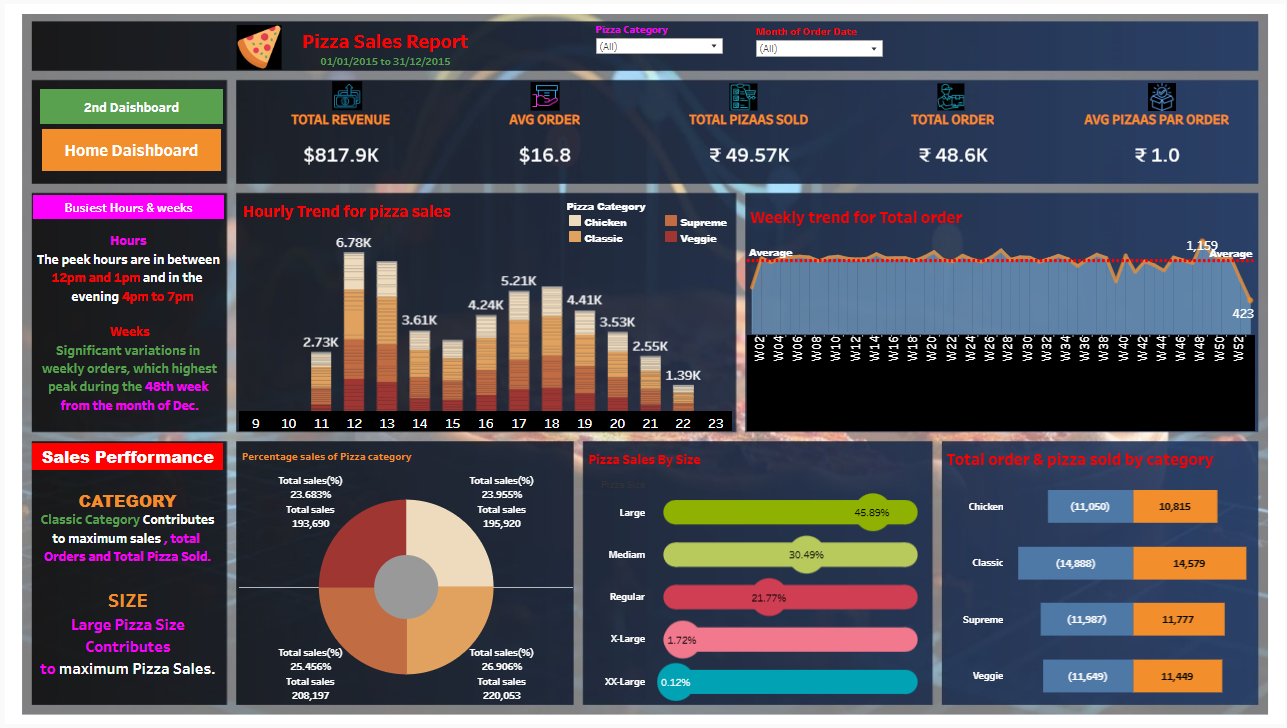 Pizza Sales Report
01/01/2015 to 31/12/2015
Pizza Category
(All)
Month of Order Date
(All)
2nd Daishboard
Home Daishboard
TOTAL REVENUE
$817.9K
AVG ORDER
$16.8
TOTAL PIZAAS SOLD
₹ 49.57K
TOTAL ORDER
₹ 48.6K
AVG PIZAAS PAR ORDER
₹ 1.0
Busiest Hours & weeks
Hours
The peek hours are in between
12pm and 1pm and in the
evening 4pm to 7pm
Weeks
Significant variations in
weekly orders, which highest
peak during the 48th week
from the month of Dec.
Hourly Trend for pizza sales
Pizza Category
Chicken
Supreme
Classic
Veggie
2.73K
6.78K
3.61K
4.24K
5.21K
4.41K
3.53K
2.55K
1.39K
9 10 11 12 13 14 15 16 17 18 19 20 21 22 23
Weekly trend for Total order
Average
1,159
Average
423
W02 W04 W06 W08 W10 W12 W14 W16 W18 W20 W22 W24 W26 W28 W30 W32 W34 W36 W38 W40 W42 W44 W46 W48 W50 W52
Sales Perfformance
CATEGORY
Classic Category Contributes
to maximum sales , total
Orders and Total Pizza Sold.
SIZE
Large Pizza Size
Contributes
to maximum Pizza Sales.
Percentage sales of Pizza category
Total sales(%)
23.683%
Total sales
193,690
Total sales(%)
23.955%
Total sales
195,920
Total sales(%)
25.456%
Total sales
208,197
Total sales(%)
26.906%
Total sales
220,053
Pizza Sales By Size
Pizza Size
Large
45.89%
Mediam
30.49%
Regular
21.77%
X-Large
1.72%
XX-Large
0.12%
Total order & pizza sold by category
Chicken (11,050) 10,815
Classic (14,888) 14,579
Supreme (11,987) 11,777
Veggie (11,649) 11,449